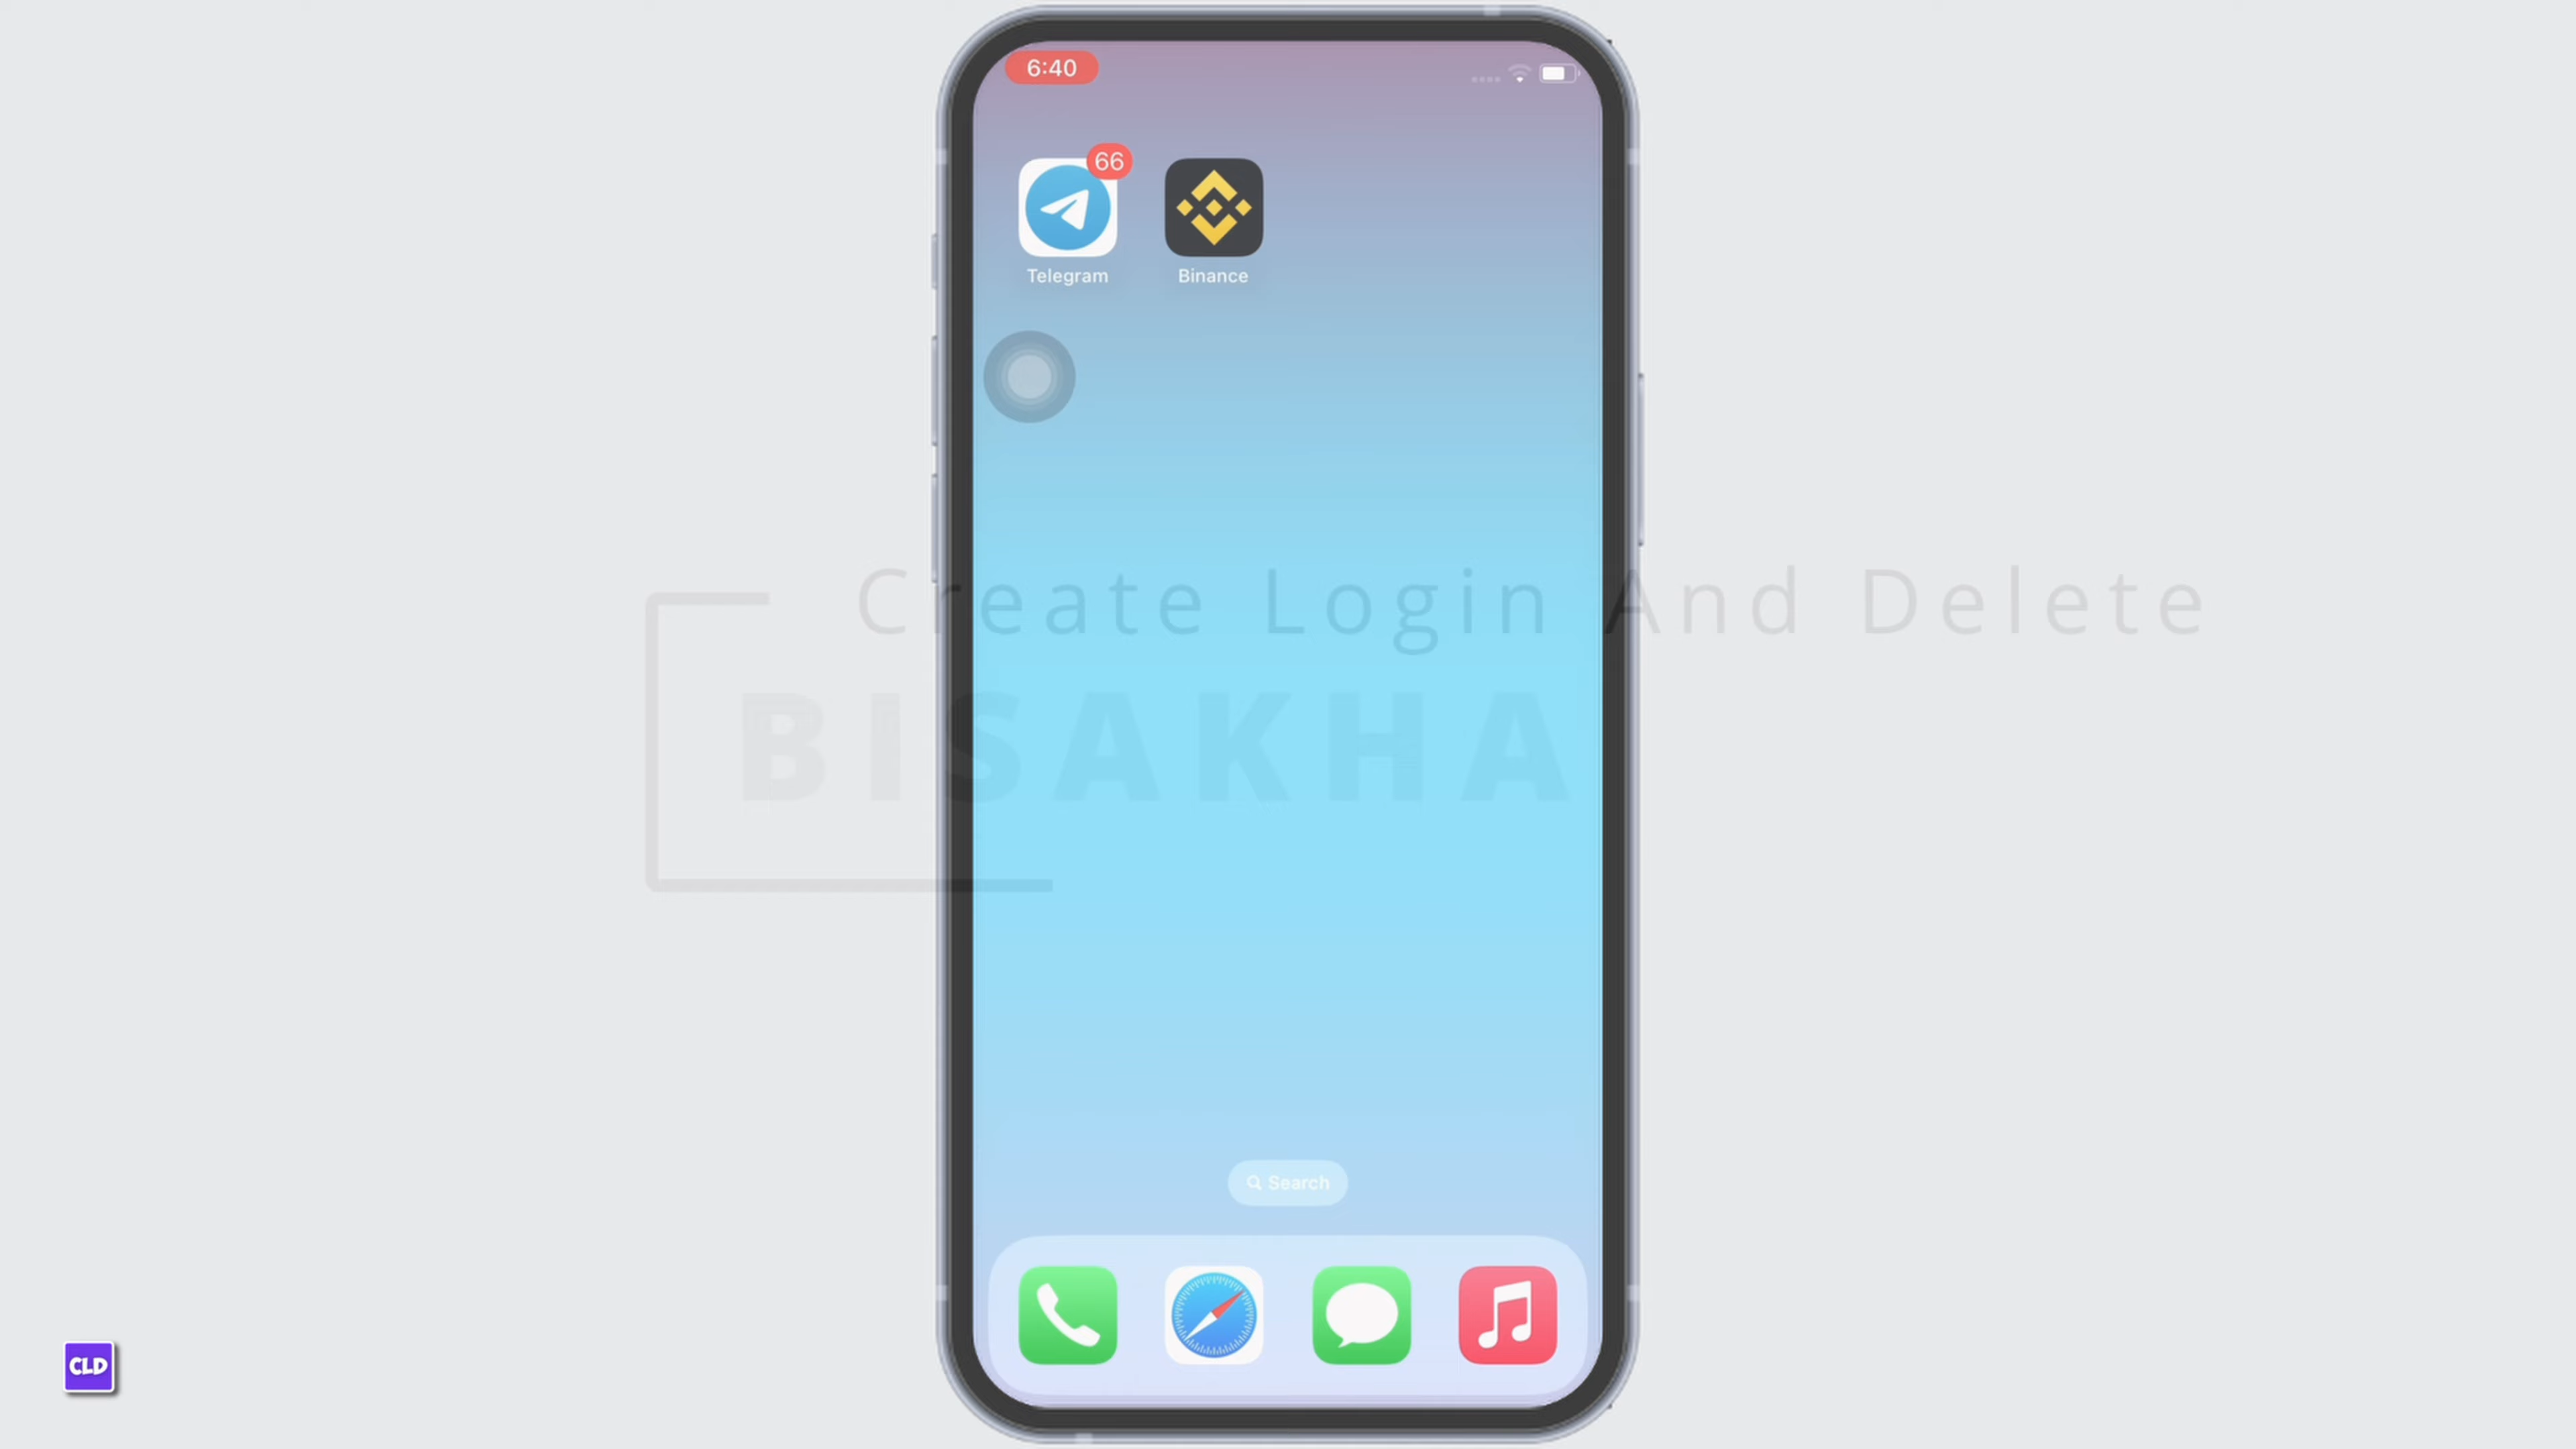 6:40
66
Telegram
Binance
Create Login And Delete
BISAKHA
Search
CLD